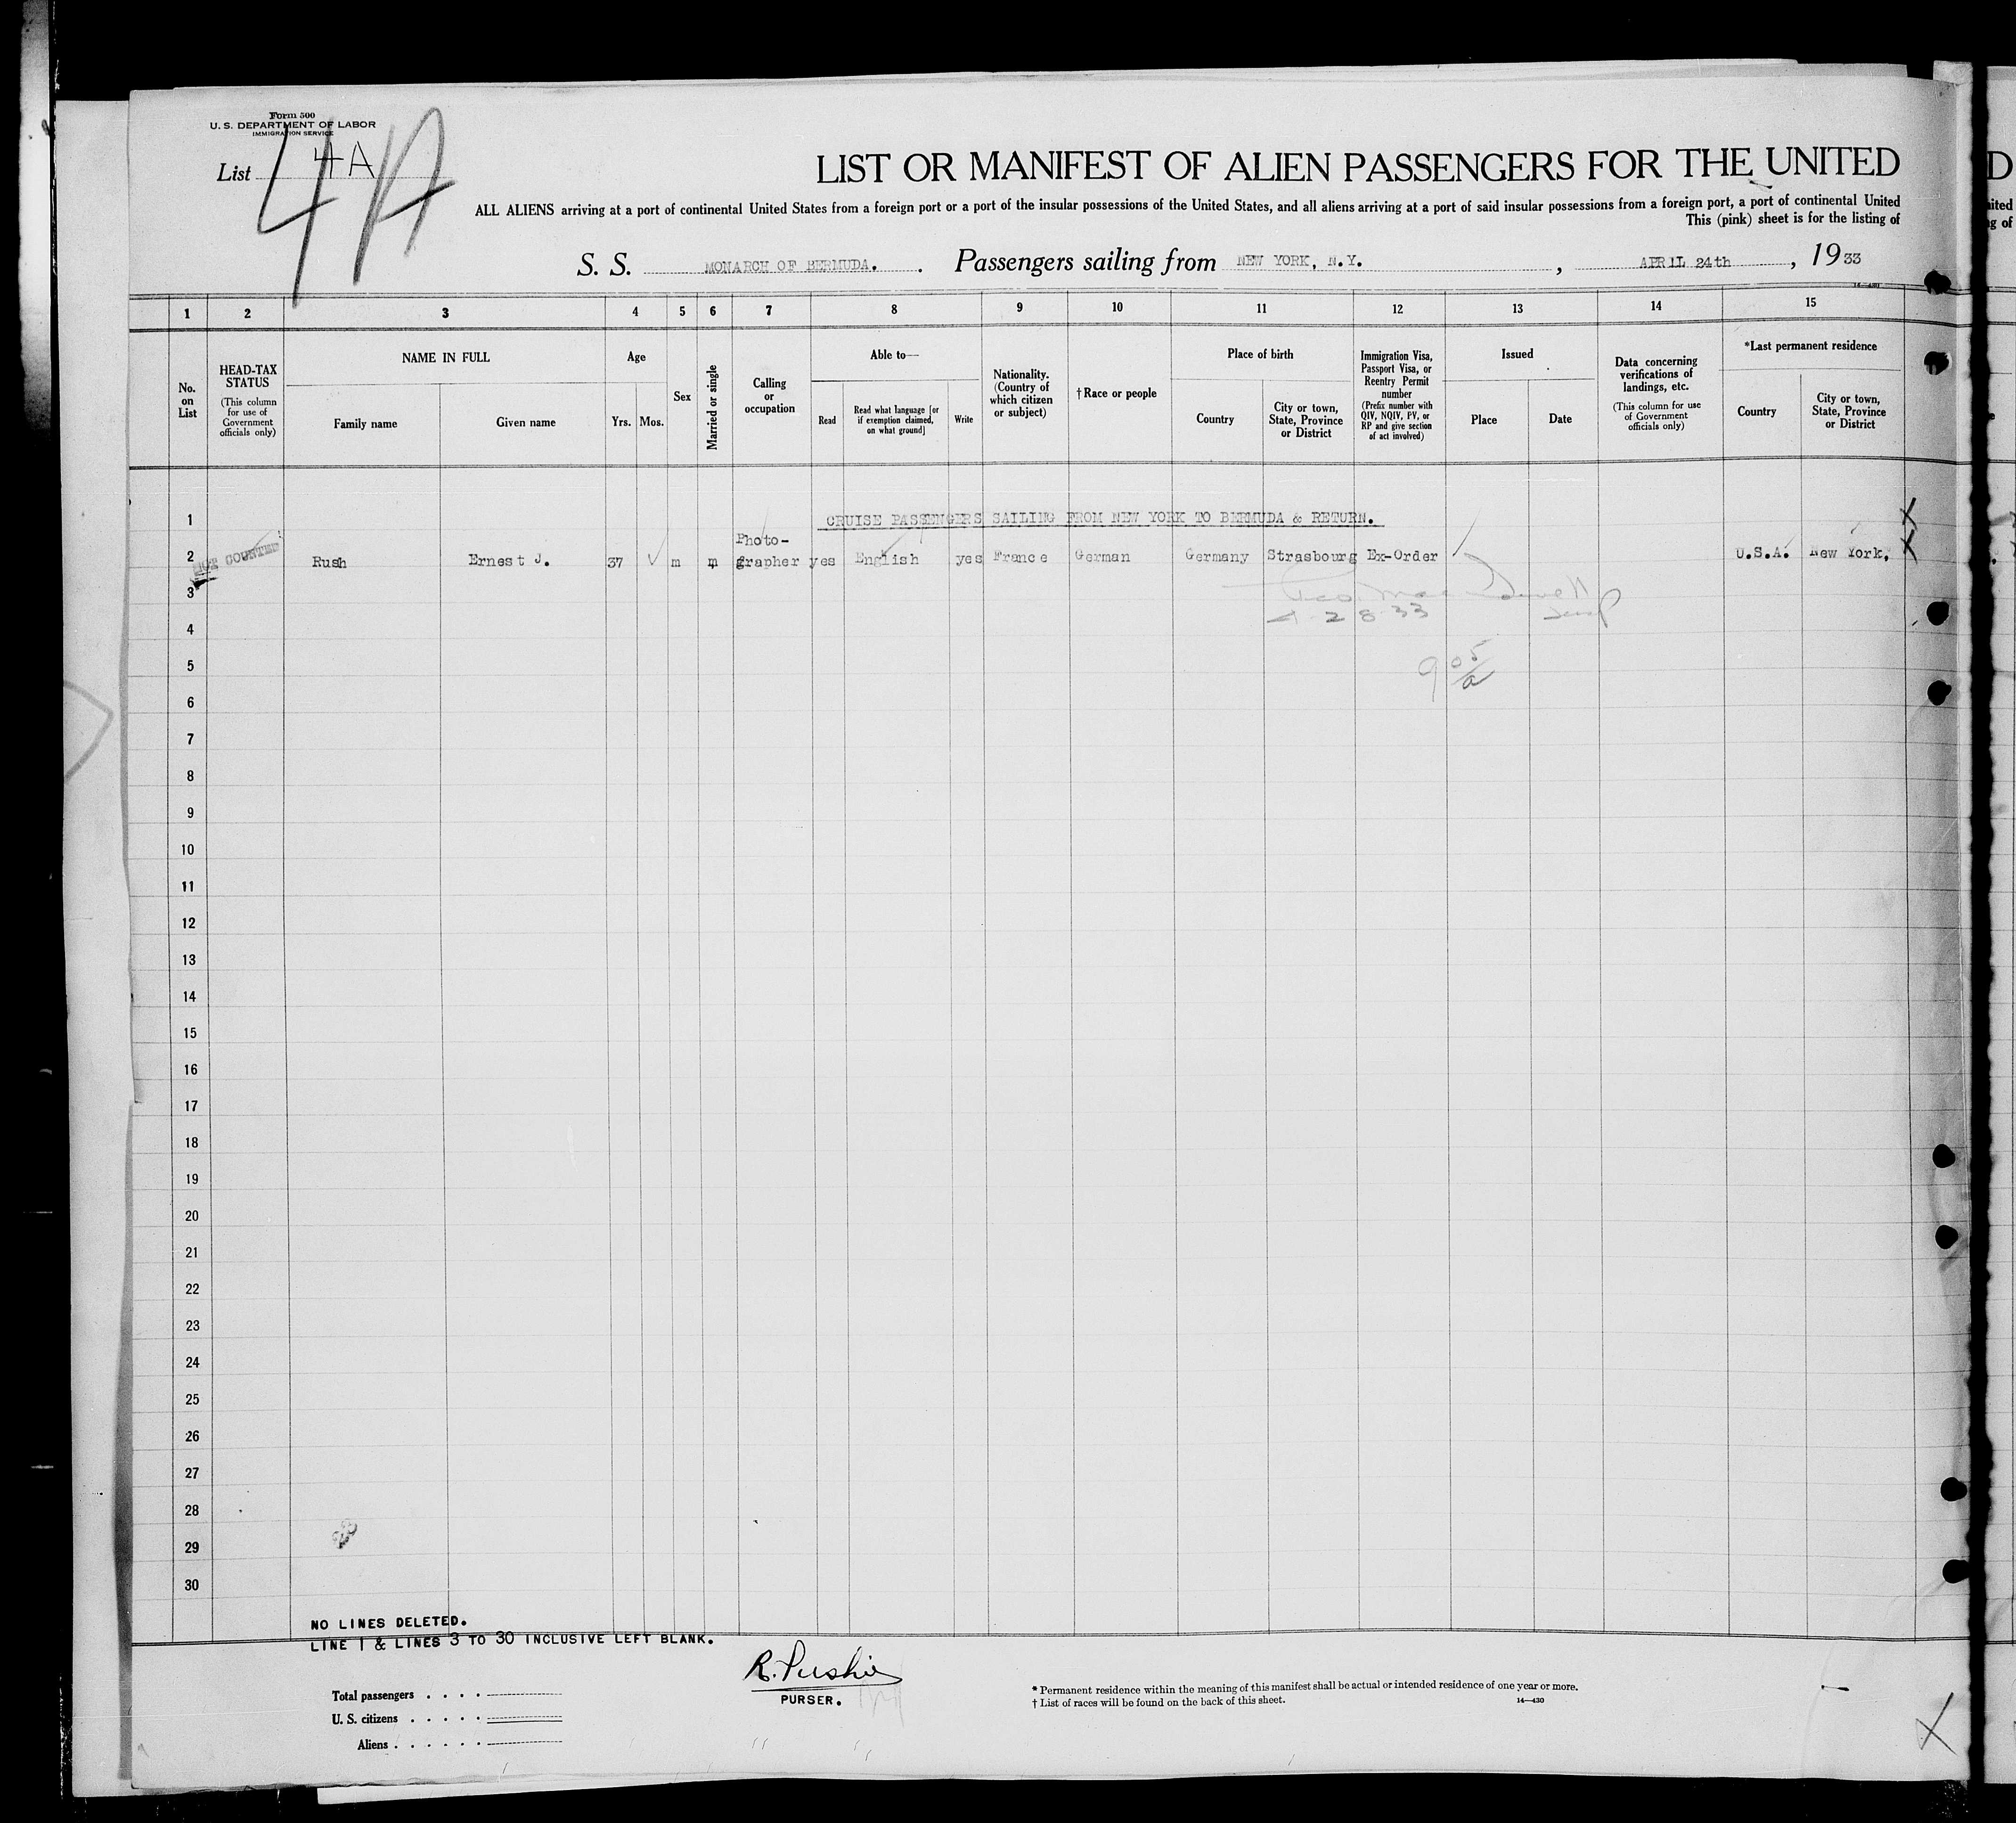 Form 500
U. S. DEPARTMENT OF LABOR
IMMIGRATION SERVICE
List 4A
4A
LIST OR MANIFEST OF ALIEN PASSENGERS FOR THE UNITED
ALL ALIENS arriving at a port of continental United States from a foreign port or a port of the insular possessions of the United States, and all aliens arriving at a port of said insular possessions from a foreign port, a port of continental United
This (pink) sheet is for the listing of
S. S. MONARCH OF BERMUDA. . Passengers sailing from NEW YORK, N.Y. , APRIL 24th , 1933
1 2 3 4 5 6 7 8 9 10 11 12 13 14 15
No. on List
HEAD-TAX STATUS
(This column for use of Government officials only)
NAME IN FULL
Family name
Given name
Age
Yrs.
Mos.
Sex
Married or single
Calling or occupation
Able to—
Read
Read what language [or if exemption claimed, on what ground]
Write
Nationality. (Country of which citizen or subject)
† Race or people
Place of birth
Country
City or town, State, Province or District
Immigration Visa, Passport Visa, or Reentry Permit number
(Prefix number with QIV, NQIV, PV, or RP and give section of act involved)
Issued
Place
Date
Data concerning verifications of landings, etc.
(This column for use of Government officials only)
*Last permanent residence
Country
City or town, State, Province or District
1 CRUISE PASSENGERS SAILING FROM NEW YORK TO BERMUDA & RETURN.
2 NOT COUNTED Rush Ernest J. 37 m m Photo-grapher yes English yes France German Germany Strasbourg Ex-Order U.S.A. New York.
3
4
5
6
7
8
9
10
11
12
13
14
15
16
17
18
19
20
21
22
23
24
25
26
27
28
29
30
NO LINES DELETED.
LINE 1 & LINES 3 TO 30 INCLUSIVE LEFT BLANK.
Total passengers . . . .
U. S. citizens . . . . .
Aliens . . . . . .
PURSER.
* Permanent residence within the meaning of this manifest shall be actual or intended residence of one year or more.
† List of races will be found on the back of this sheet.
14—430